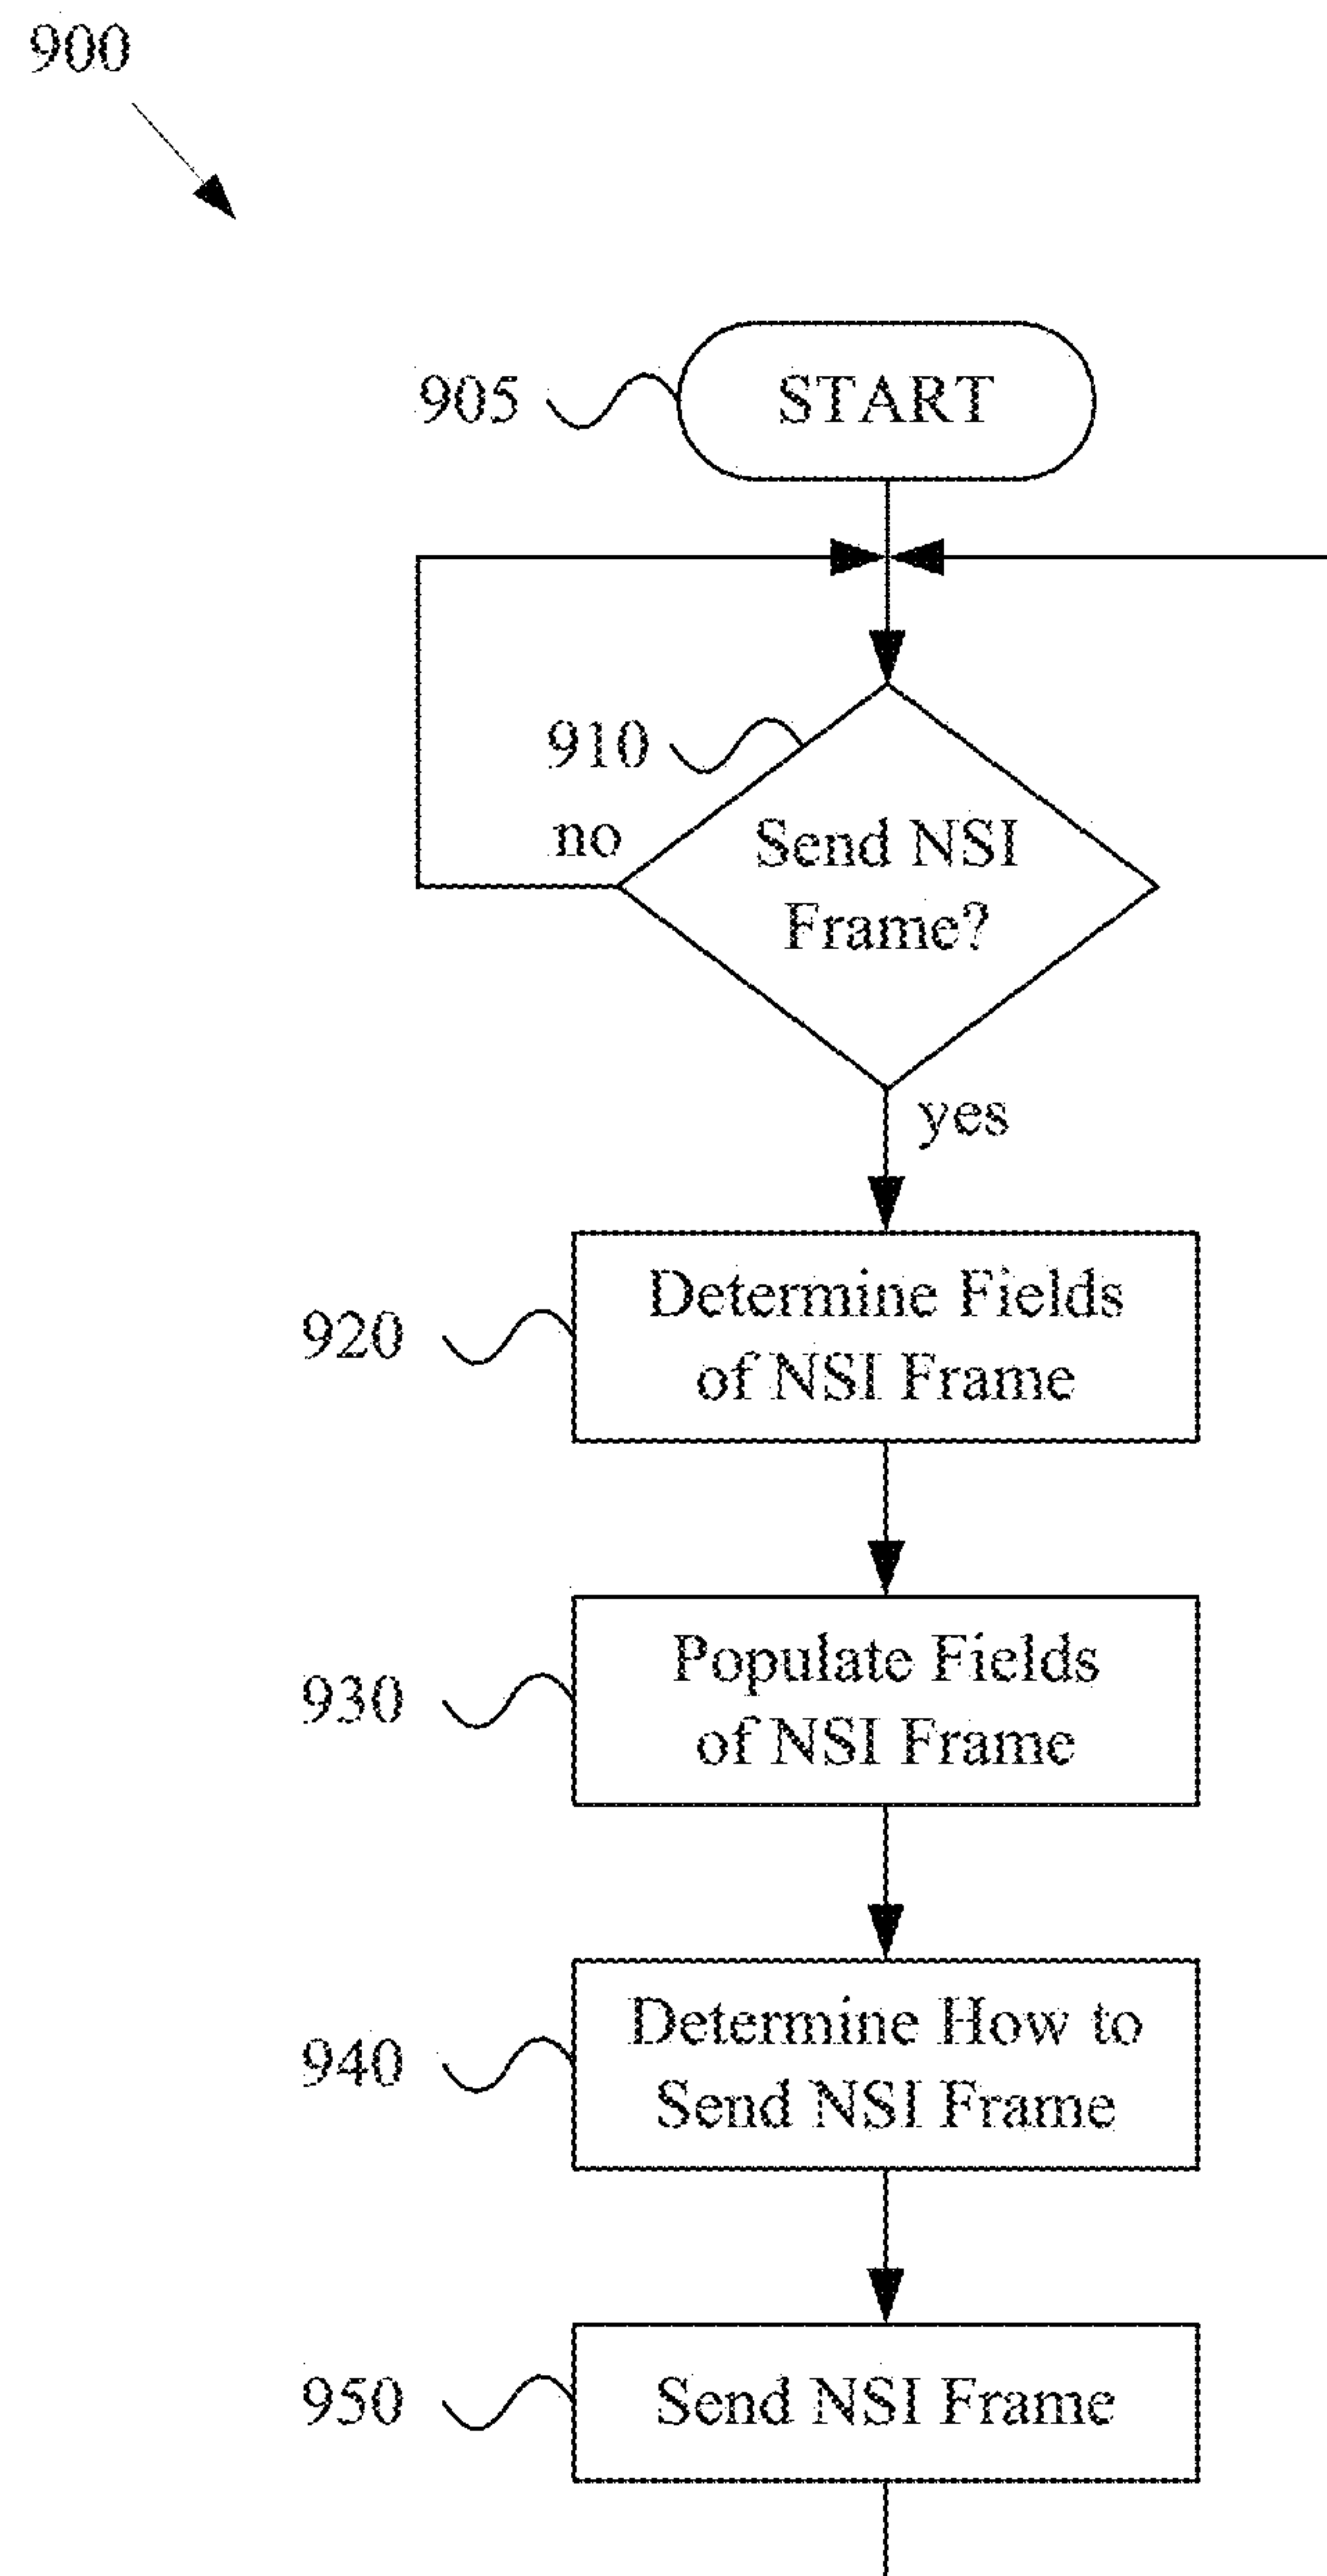 900
905
START
910
no
Send NSI
Frame?
yes
920
Determine Fields
of NSI Frame
930
Populate Fields
of NSI Frame
940
Determine How to
Send NSI Frame
950
Send NSI Frame